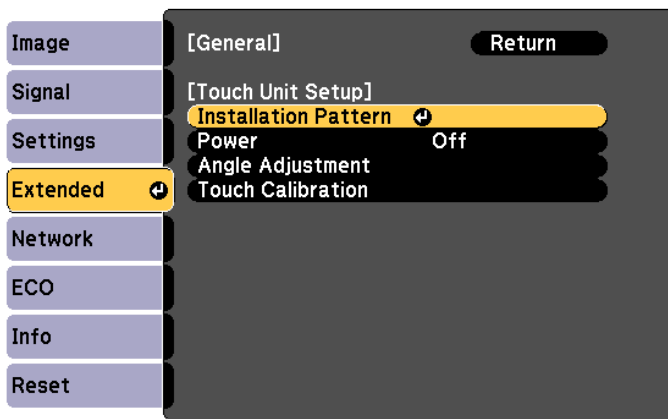 Image
Signal
Settings
Extended
Network
ECO
Info
Reset
[General] Return
[Touch Unit Setup]
Installation Pattern
Power Off
Angle Adjustment
Touch Calibration